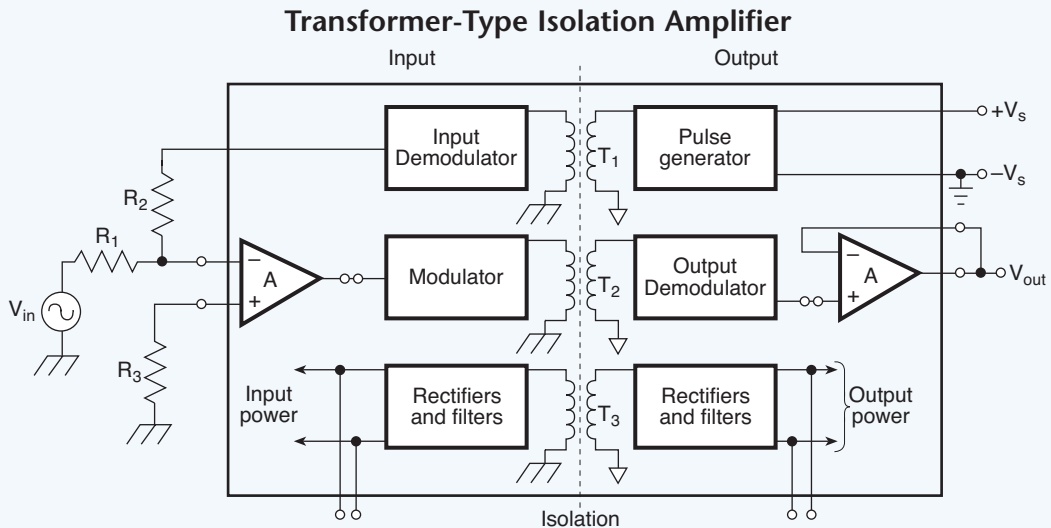 Transformer-Type Isolation Amplifier
Input
Output
Input
Demodulator
T1
Pulse
generator
+Vs
−Vs
R2
R1
Vin
R3
−
A
+
Modulator
T2
Output
Demodulator
−
A
+
Vout
Input
power
Rectifiers
and filters
T3
Rectifiers
and filters
Output
power
Isolation